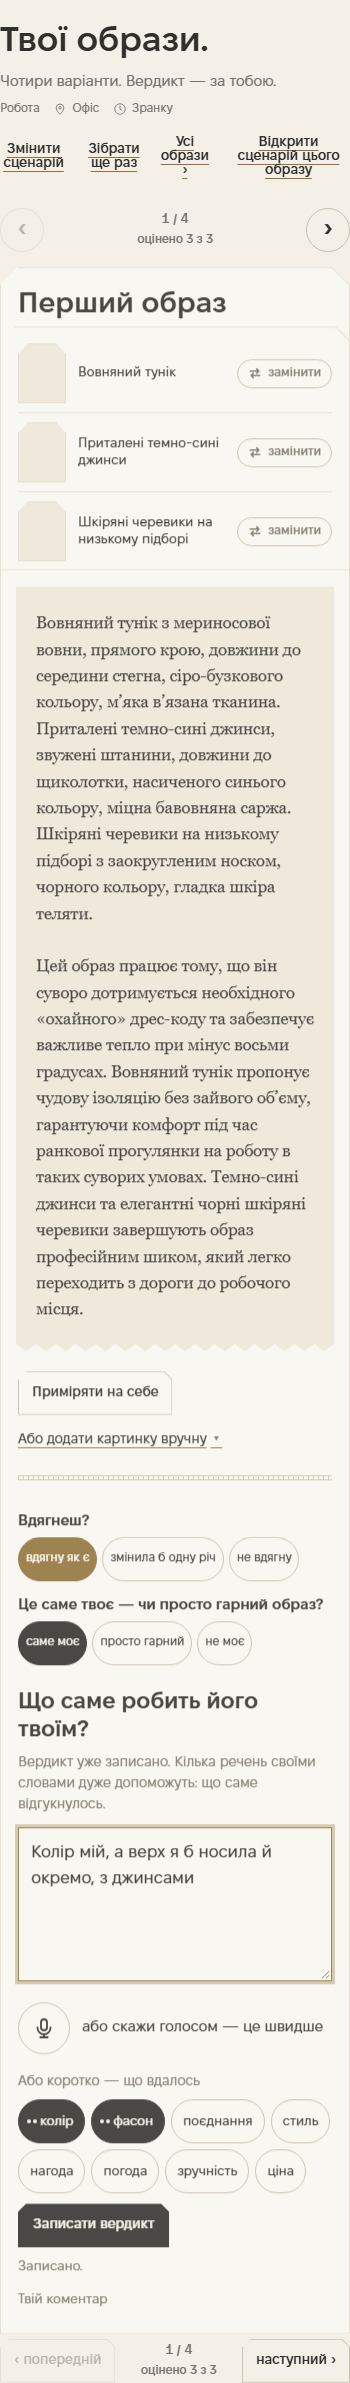 Твої образи.
Чотири варіанти. Вердикт — за тобою.
Робота Офіс Зранку
Змінити
сценарій
Зібрати
ще раз
Усі
образи
›
Відкрити
сценарій цього
образу
‹
1 / 4
оцінено 3 з 3
›
Перший образ
Вовняний тунік
замінити
Приталені темно-сині
джинси
замінити
Шкіряні черевики на
низькому підборі
замінити
Вовняний тунік з мериносової
вовни, прямого крою, довжини до
середини стегна, сіро-бузкового
кольору, м’яка в’язана тканина.
Приталені темно-сині джинси,
звужені штанини, довжини до
щиколотки, насиченого синього
кольору, міцна бавовняна саржа.
Шкіряні черевики на низькому
підборі з заокругленим носком,
чорного кольору, гладка шкіра
теляти.
Цей образ працює тому, що він
суворо дотримується необхідного
«охайного» дрес-коду та забезпечує
важливе тепло при мінус восьми
градусах. Вовняний тунік пропонує
чудову ізоляцію без зайвого об’єму,
гарантуючи комфорт під час
ранкової прогулянки на роботу в
таких суворих умовах. Темно-сині
джинси та елегантні чорні шкіряні
черевики завершують образ
професійним шиком, який легко
переходить з дороги до робочого
місця.
Приміряти на себе
Або додати картинку вручну
Вдягнеш?
вдягну як є
змінила б одну річ
не вдягну
Це саме твоє — чи просто гарний образ?
саме моє
просто гарний
не моє
Що саме робить його
твоїм?
Вердикт уже записано. Кілька речень своїми
словами дуже допоможуть: що саме
відгукнулось.
Колір мій, а верх я б носила й
окремо, з джинсами
або скажи голосом — це швидше
Або коротко — що вдалось
•• колір
•• фасон
поєднання
стиль
нагода
погода
зручність
ціна
Записати вердикт
Записано.
Твій коментар
‹ попередній
1 / 4
оцінено 3 з 3
наступний ›